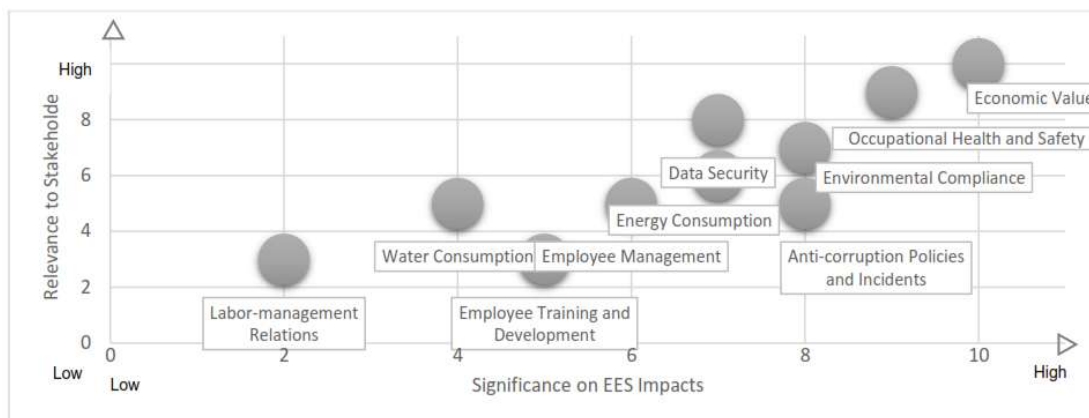 High
Economic Value
8
Occupational Health and Safety
Data Security
Environmental Compliance
6
Energy Consumption
Relevance to Stakeholde
4
Water Consumption
Employee Management
Anti-corruption Policies
and Incidents
2
Labor-management
Relations
Employee Training and
Development
0
0
2
4
6
8
10
Low
Low
High
Significance on EES Impacts